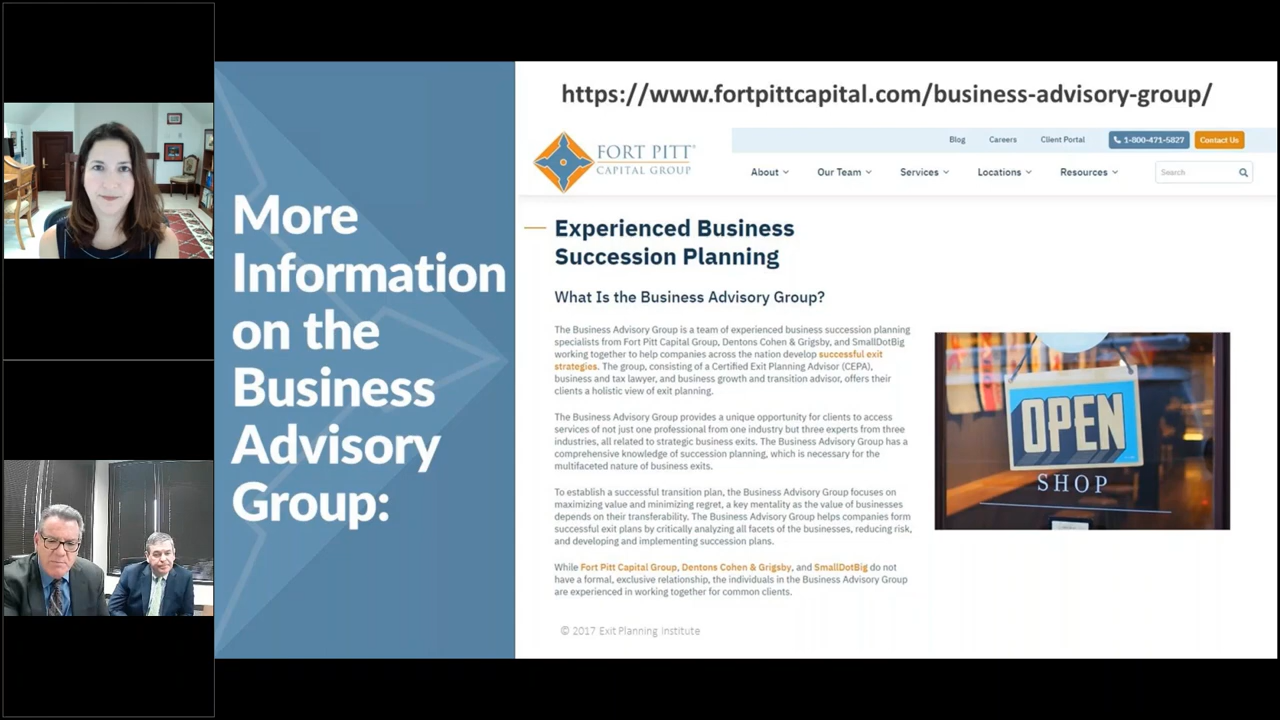 More
Information
on the
Business
Advisory
Group:
https://www.fortpittcapital.com/business-advisory-group/
Blog Careers Client Portal 1-800-471-5827 Contact Us
FORT PITT
CAPITAL GROUP
About Our Team Services Locations Resources Search
Experienced Business
Succession Planning
What Is the Business Advisory Group?
The Business Advisory Group is a team of experienced business succession planning
specialists from Fort Pitt Capital Group, Dentons Cohen & Grigsby, and SmallDotBig
working together to help companies across the nation develop successful exit
strategies. The group, consisting of a Certified Exit Planning Advisor (CEPA),
business and tax lawyer, and business growth and transition advisor, offers their
clients a holistic view of exit planning.
The Business Advisory Group provides a unique opportunity for clients to access
services of not just one professional from one industry but three experts from three
industries, all related to strategic business exits. The Business Advisory Group has a
comprehensive knowledge of succession planning, which is necessary for the
multifaceted nature of business exits.
To establish a successful transition plan, the Business Advisory Group focuses on
maximizing value and minimizing regret, a key mentality as the value of businesses
depends on their transferability. The Business Advisory Group helps companies form
successful exit plans by critically analyzing all facets of the businesses, reducing risk,
and developing and implementing succession plans.
While Fort Pitt Capital Group, Dentons Cohen & Grigsby, and SmallDotBig do not
have a formal, exclusive relationship, the individuals in the Business Advisory Group
are experienced in working together for common clients.
OPEN
SHOP
© 2017 Exit Planning Institute